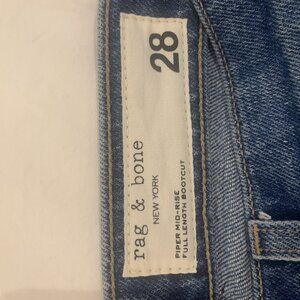 rag & bone
NEW YORK
PIPER MID-RISE
FULL LENGTH BOOTCUT
28